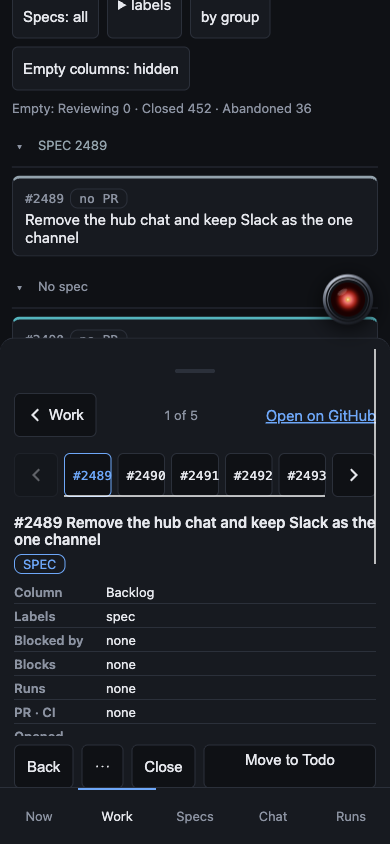 Specs: all
▶ labels
by group
Empty columns: hidden
Empty: Reviewing 0 · Closed 452 · Abandoned 36
▾ SPEC 2489
#2489 no PR
Remove the hub chat and keep Slack as the one
channel
▾ No spec
Work
1 of 5
Open on GitHub
#2489 #2490 #2491 #2492 #2493
#2489 Remove the hub chat and keep Slack as the
one channel
SPEC
Column Backlog
Labels spec
Blocked by none
Blocks none
Runs none
PR · CI none
Back
...
Close
Move to Todo
Now Work Specs Chat Runs